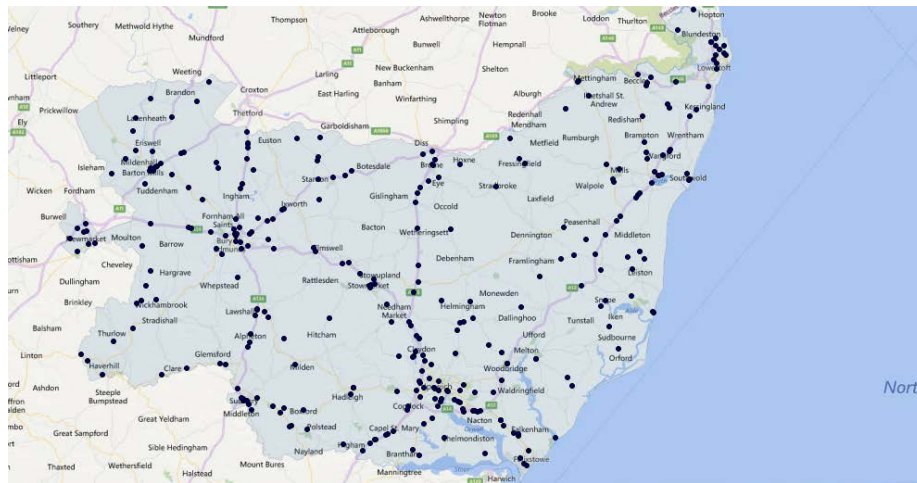 Southery
Methwold Hythe
Thompson
Attleborough
Ashwellthorpe
Newton Flotman
Brooke
Loddon
Thurlton
Hopton
Blundeston
Mundford
Bunwell
Hempnall
Littleport
Weeting
Larling
New Buckenham
Shelton
Banham
Mettingham
Beccles
Lowestoft
Brandon
Croxton
East Harling
Winfarthing
Alburgh
Prickwillow
Ely
Lakenheath
Thetford
Garboldisham
Shimpling
Redenhall
Mendham
Ilketshall St. Andrew
Redisham
Kessingland
Eriswell
Euston
Diss
Metfield
Rumburgh
Brampton
Wrentham
Isleham
Mildenhall
Barton Mills
Botesdale
Hoxne
Fressingfield
Wangford
Wicken
Fordham
Tuddenham
Ingham
Stanton
Gislingham
Eye
Stradbroke
Walpole
Southwold
Burwell
Ixworth
Occold
Laxfield
Fornham All Saints
Newmarket
Moulton
Bury
Bacton
Wetheringsett
Peasenhall
Barrow
Elmswell
Dennington
Middleton
Cheveley
Debenham
Framlingham
Dullingham
Hargrave
Rattlesden
Stowupland
Leiston
Brinkley
Whepstead
Stowmarket
Monewden
Wickhambrook
Lawshall
Needham Market
Helmingham
Dallinghoo
Snape
Iken
Balsham
Stradishall
Hitcham
Tunstall
Sudbourne
Thurlow
Alpheton
Ufford
Linton
Glemsford
Claydon
Melton
Orford
Haverhill
Clare
Milden
Woodbridge
Ashdon
Steeple Bumpstead
Hadleigh
Waldringfield
Sudbury
Copdock
Great Yeldham
Middleton
Boxford
Nacton
Polstead
Capel St. Mary
Falkenham
Great Sampford
Sible Hedingham
Nayland
Higham
Chelmondiston
Thaxted
Wethersfield
Mount Bures
Brantham
Felixstowe
Halstead
Manningtree
Harwich
Nort